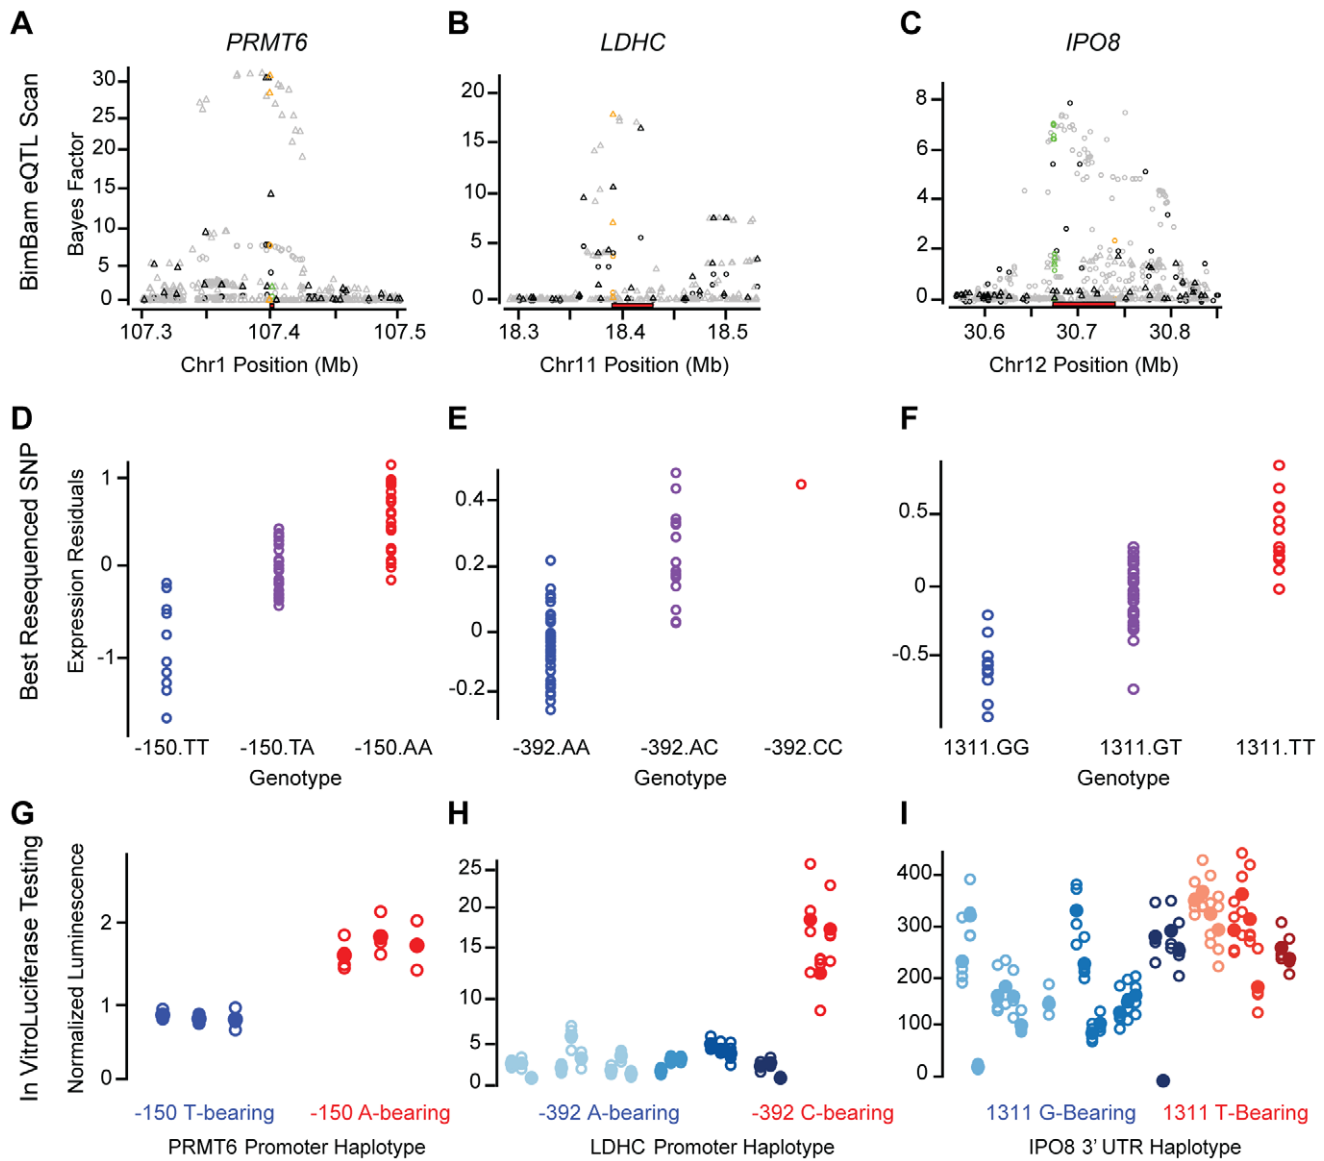 A
PRMT6
BimBam eQTL Scan
Bayes Factor
30
25
20
15
10
5
0
107.3
107.4
107.5
Chr1 Position (Mb)
B
LDHC
20
15
10
5
0
18.3
18.4
18.5
Chr11 Position (Mb)
C
IPO8
8
6
4
2
0
30.6
30.7
30.8
Chr12 Position (Mb)
D
Best Resequenced SNP
Expression Residuals
1
0
-1
-150.TT
-150.TA
-150.AA
Genotype
E
0.4
0.2
0
-0.2
-392.AA
-392.AC
-392.CC
Genotype
F
0.5
0
-0.5
1311.GG
1311.GT
1311.TT
Genotype
G
In VitroLuciferase Testing
Normalized Luminescence
2
1
0
-150 T-bearing
-150 A-bearing
PRMT6 Promoter Haplotype
H
25
20
15
10
5
0
-392 A-bearing
-392 C-bearing
LDHC Promoter Haplotype
I
400
300
200
100
0
1311 G-Bearing
1311 T-Bearing
IPO8 3' UTR Haplotype